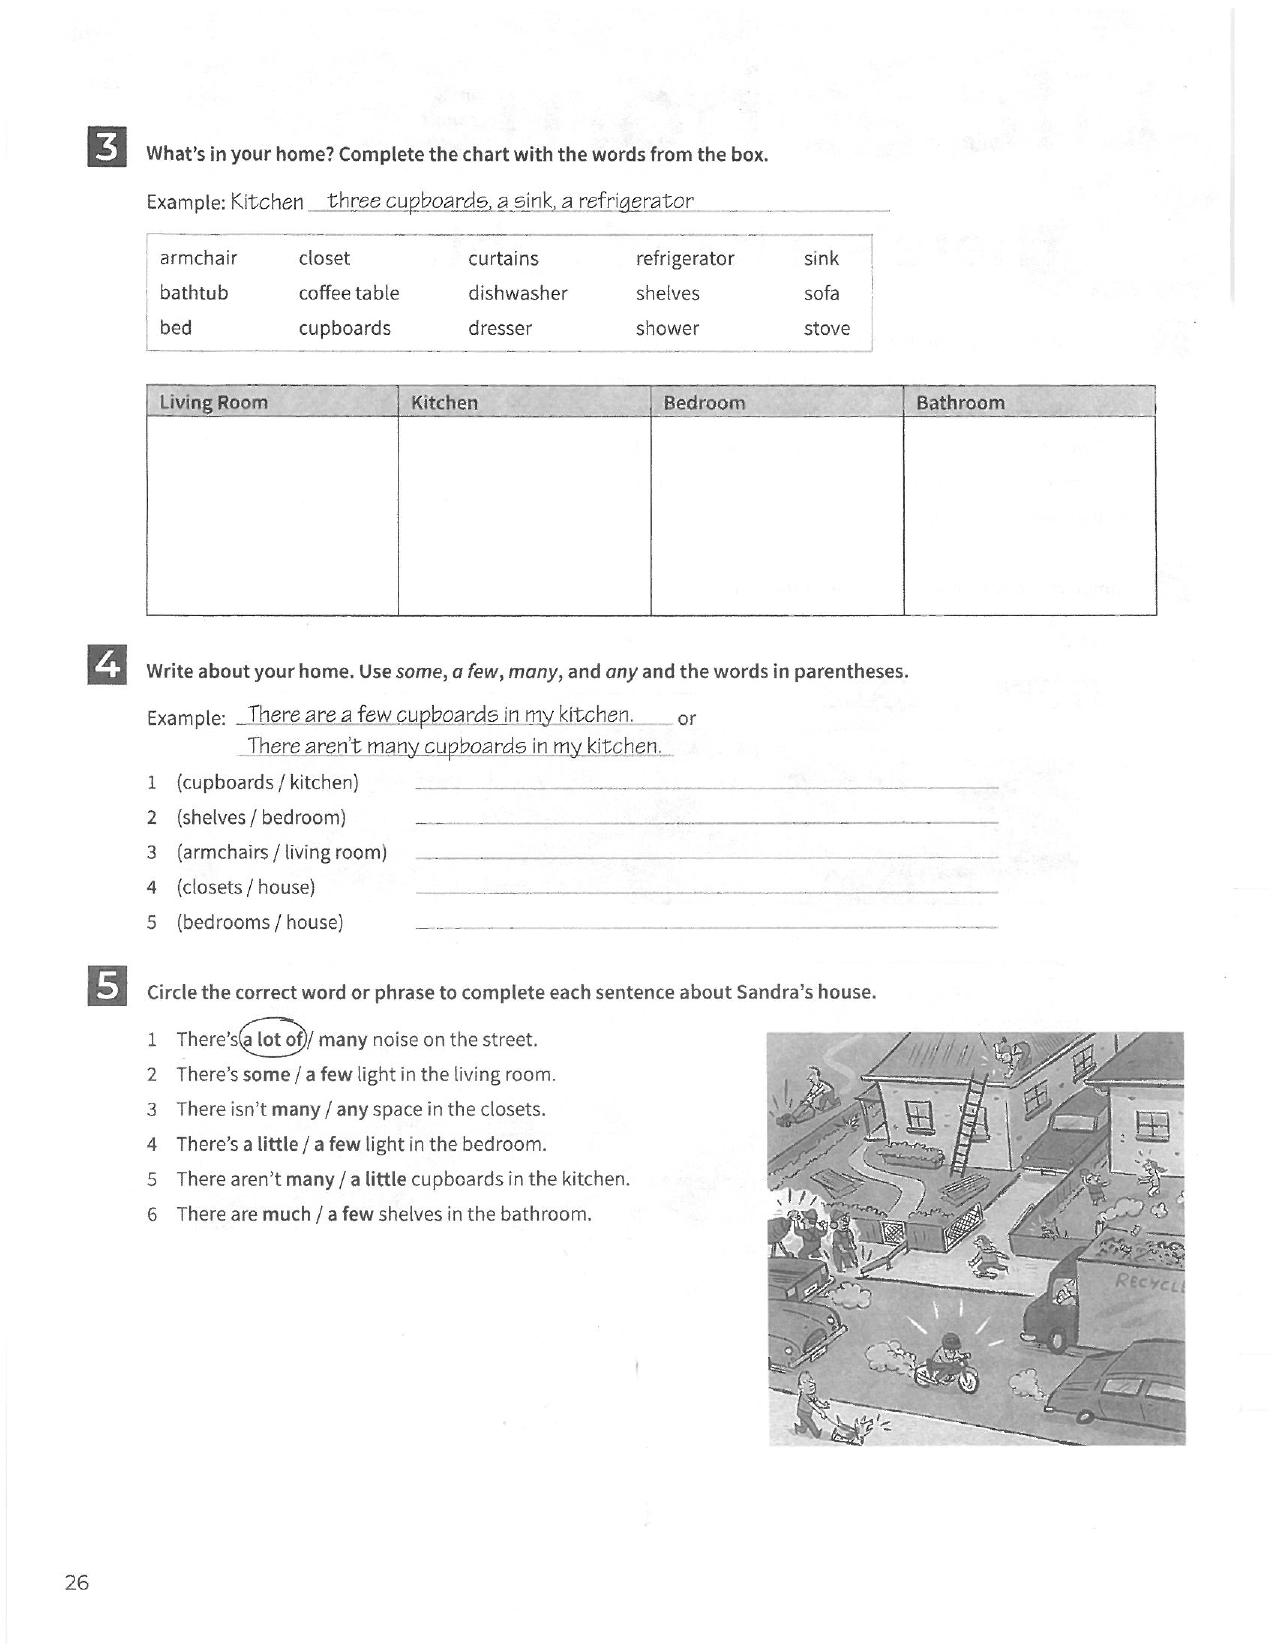 3 What's in your home? Complete the chart with the words from the box.
Example: Kitchen three cupboards, a sink, a refrigerator
armchair closet curtains refrigerator sink
bathtub coffee table dishwasher shelves sofa
bed cupboards dresser shower stove
Living Room Kitchen Bedroom Bathroom
4 Write about your home. Use some, a few, many, and any and the words in parentheses.
Example: There are a few cupboards in my kitchen. or
There aren't many cupboards in my kitchen.
1 (cupboards / kitchen)
2 (shelves / bedroom)
3 (armchairs / living room)
4 (closets / house)
5 (bedrooms / house)
5 Circle the correct word or phrase to complete each sentence about Sandra's house.
1 There's a lot of / many noise on the street.
2 There's some / a few light in the living room.
3 There isn't many / any space in the closets.
4 There's a little / a few light in the bedroom.
5 There aren't many / a little cupboards in the kitchen.
6 There are much / a few shelves in the bathroom.
RECYCLE
26